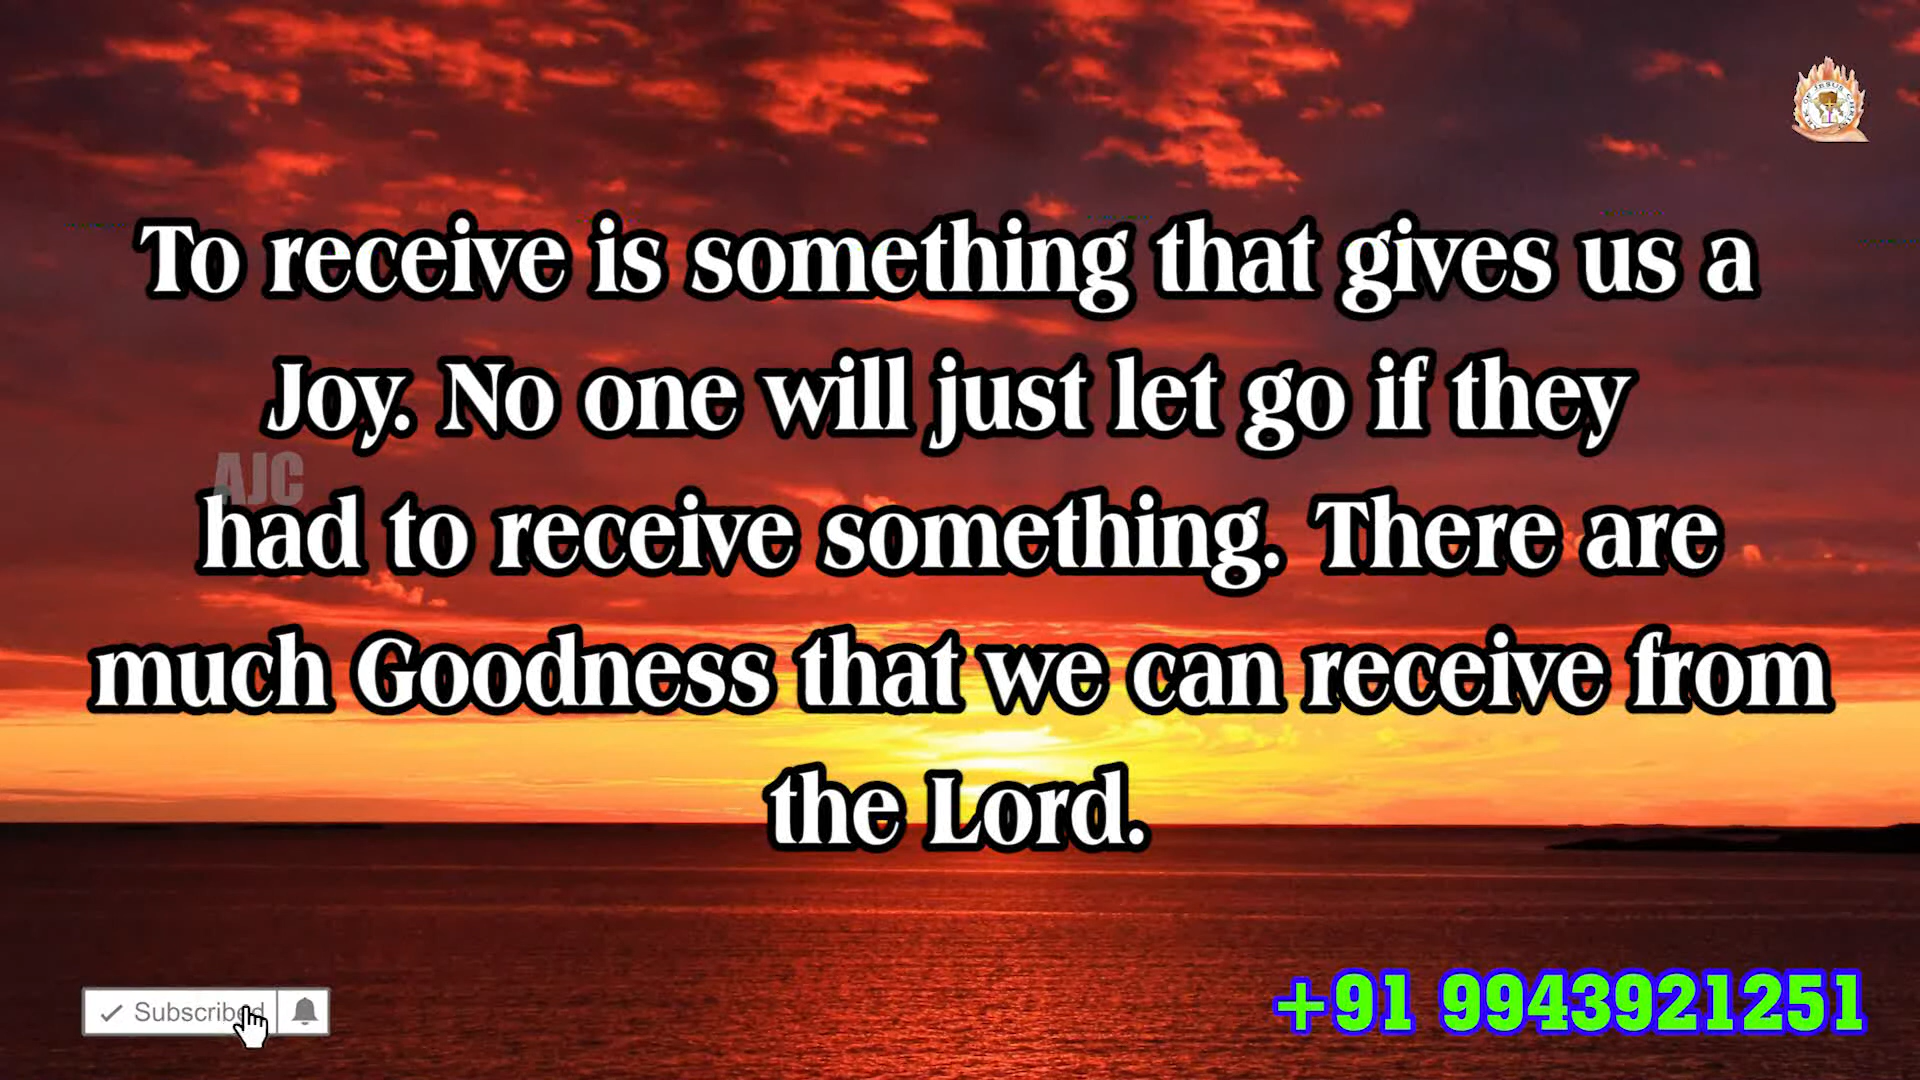 To receive is something that gives us a
Joy. No one will just let go if they
AJC
had to receive something. There are
much Goodness that we can receive from
the Lord.
Subscribed
+91 9943921251